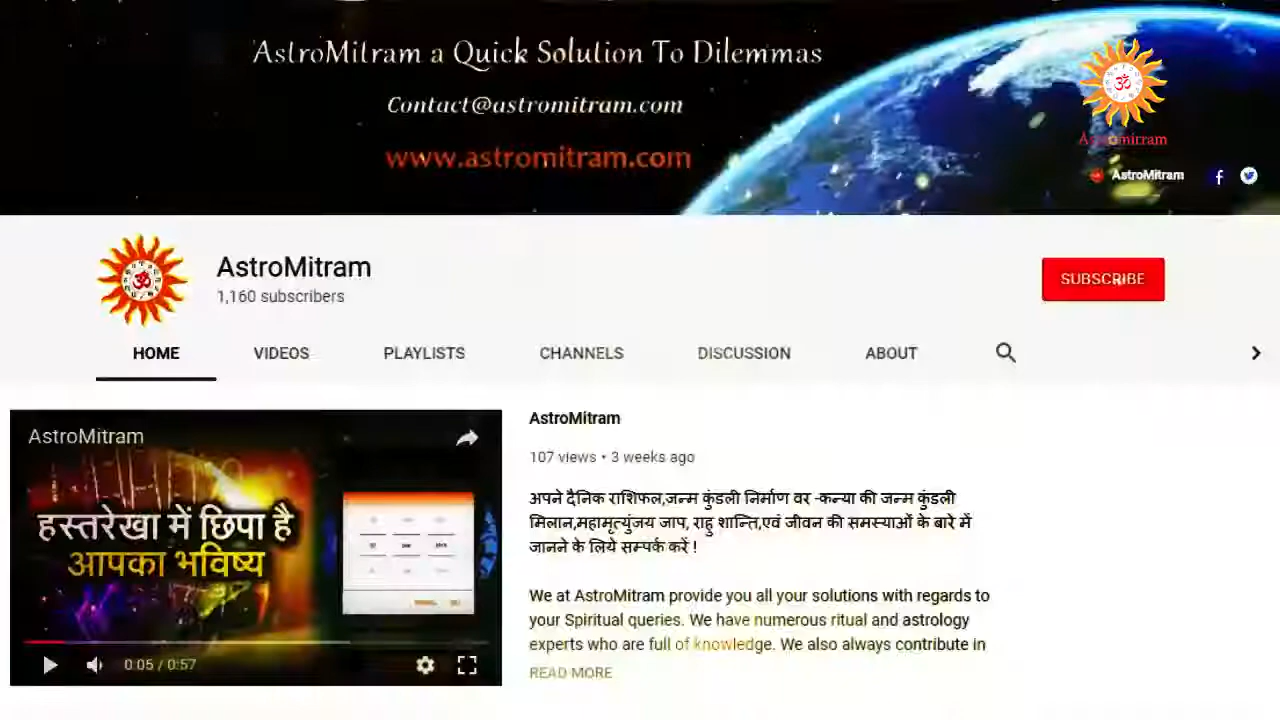 AstroMitram a Quick Solution To Dilemmas
Contact@astromitram.com
www.astromitram.com
Astromitram
AstroMitram
AstroMitram
1,160 subscribers
SUBSCRIBE
HOME VIDEOS PLAYLISTS CHANNELS DISCUSSION ABOUT
AstroMitram
हस्तरेखा में छिपा है
आपका भविष्य
0:05 / 0:57
AstroMitram
107 views • 3 weeks ago
अपने दैनिक राशिफल,जन्म कुंडली निर्माण वर -कन्या की जन्म कुंडली
मिलान,महामृत्युंजय जाप, राहु शान्ति,एवं जीवन की समस्याओं के बारे में
जानने के लिये सम्पर्क करें !
We at AstroMitram provide you all your solutions with regards to
your Spiritual queries. We have numerous ritual and astrology
experts who are full of knowledge. We also always contribute in
READ MORE